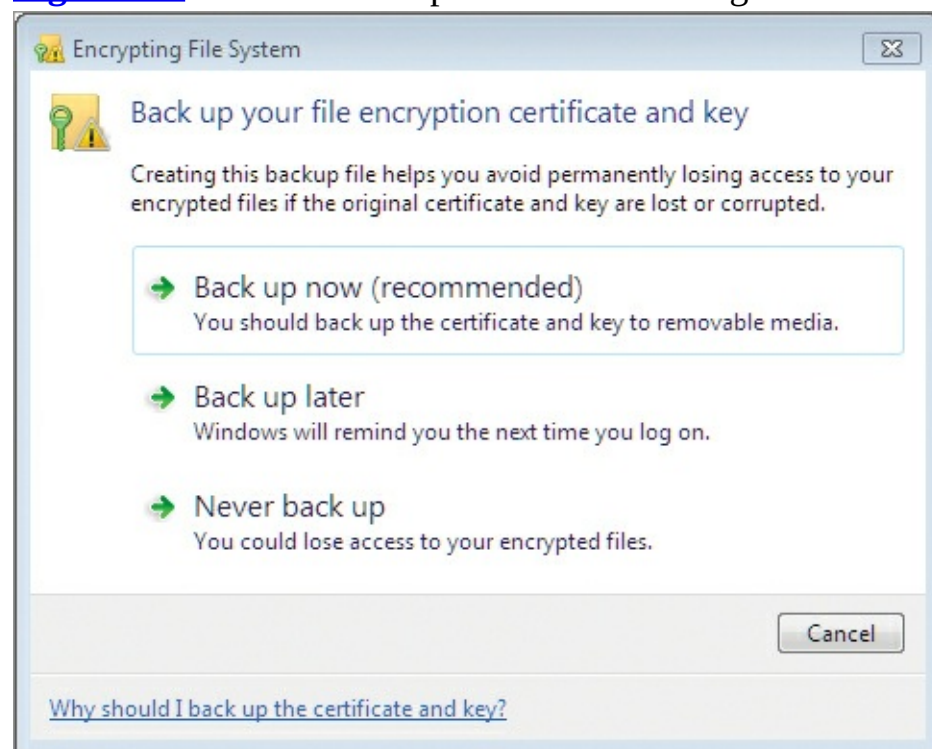 Encrypting File System
Back up your file encryption certificate and key
Creating this backup file helps you avoid permanently losing access to your
encrypted files if the original certificate and key are lost or corrupted.
Back up now (recommended)
You should back up the certificate and key to removable media.
Back up later
Windows will remind you the next time you log on.
Never back up
You could lose access to your encrypted files.
Cancel
Why should I back up the certificate and key?